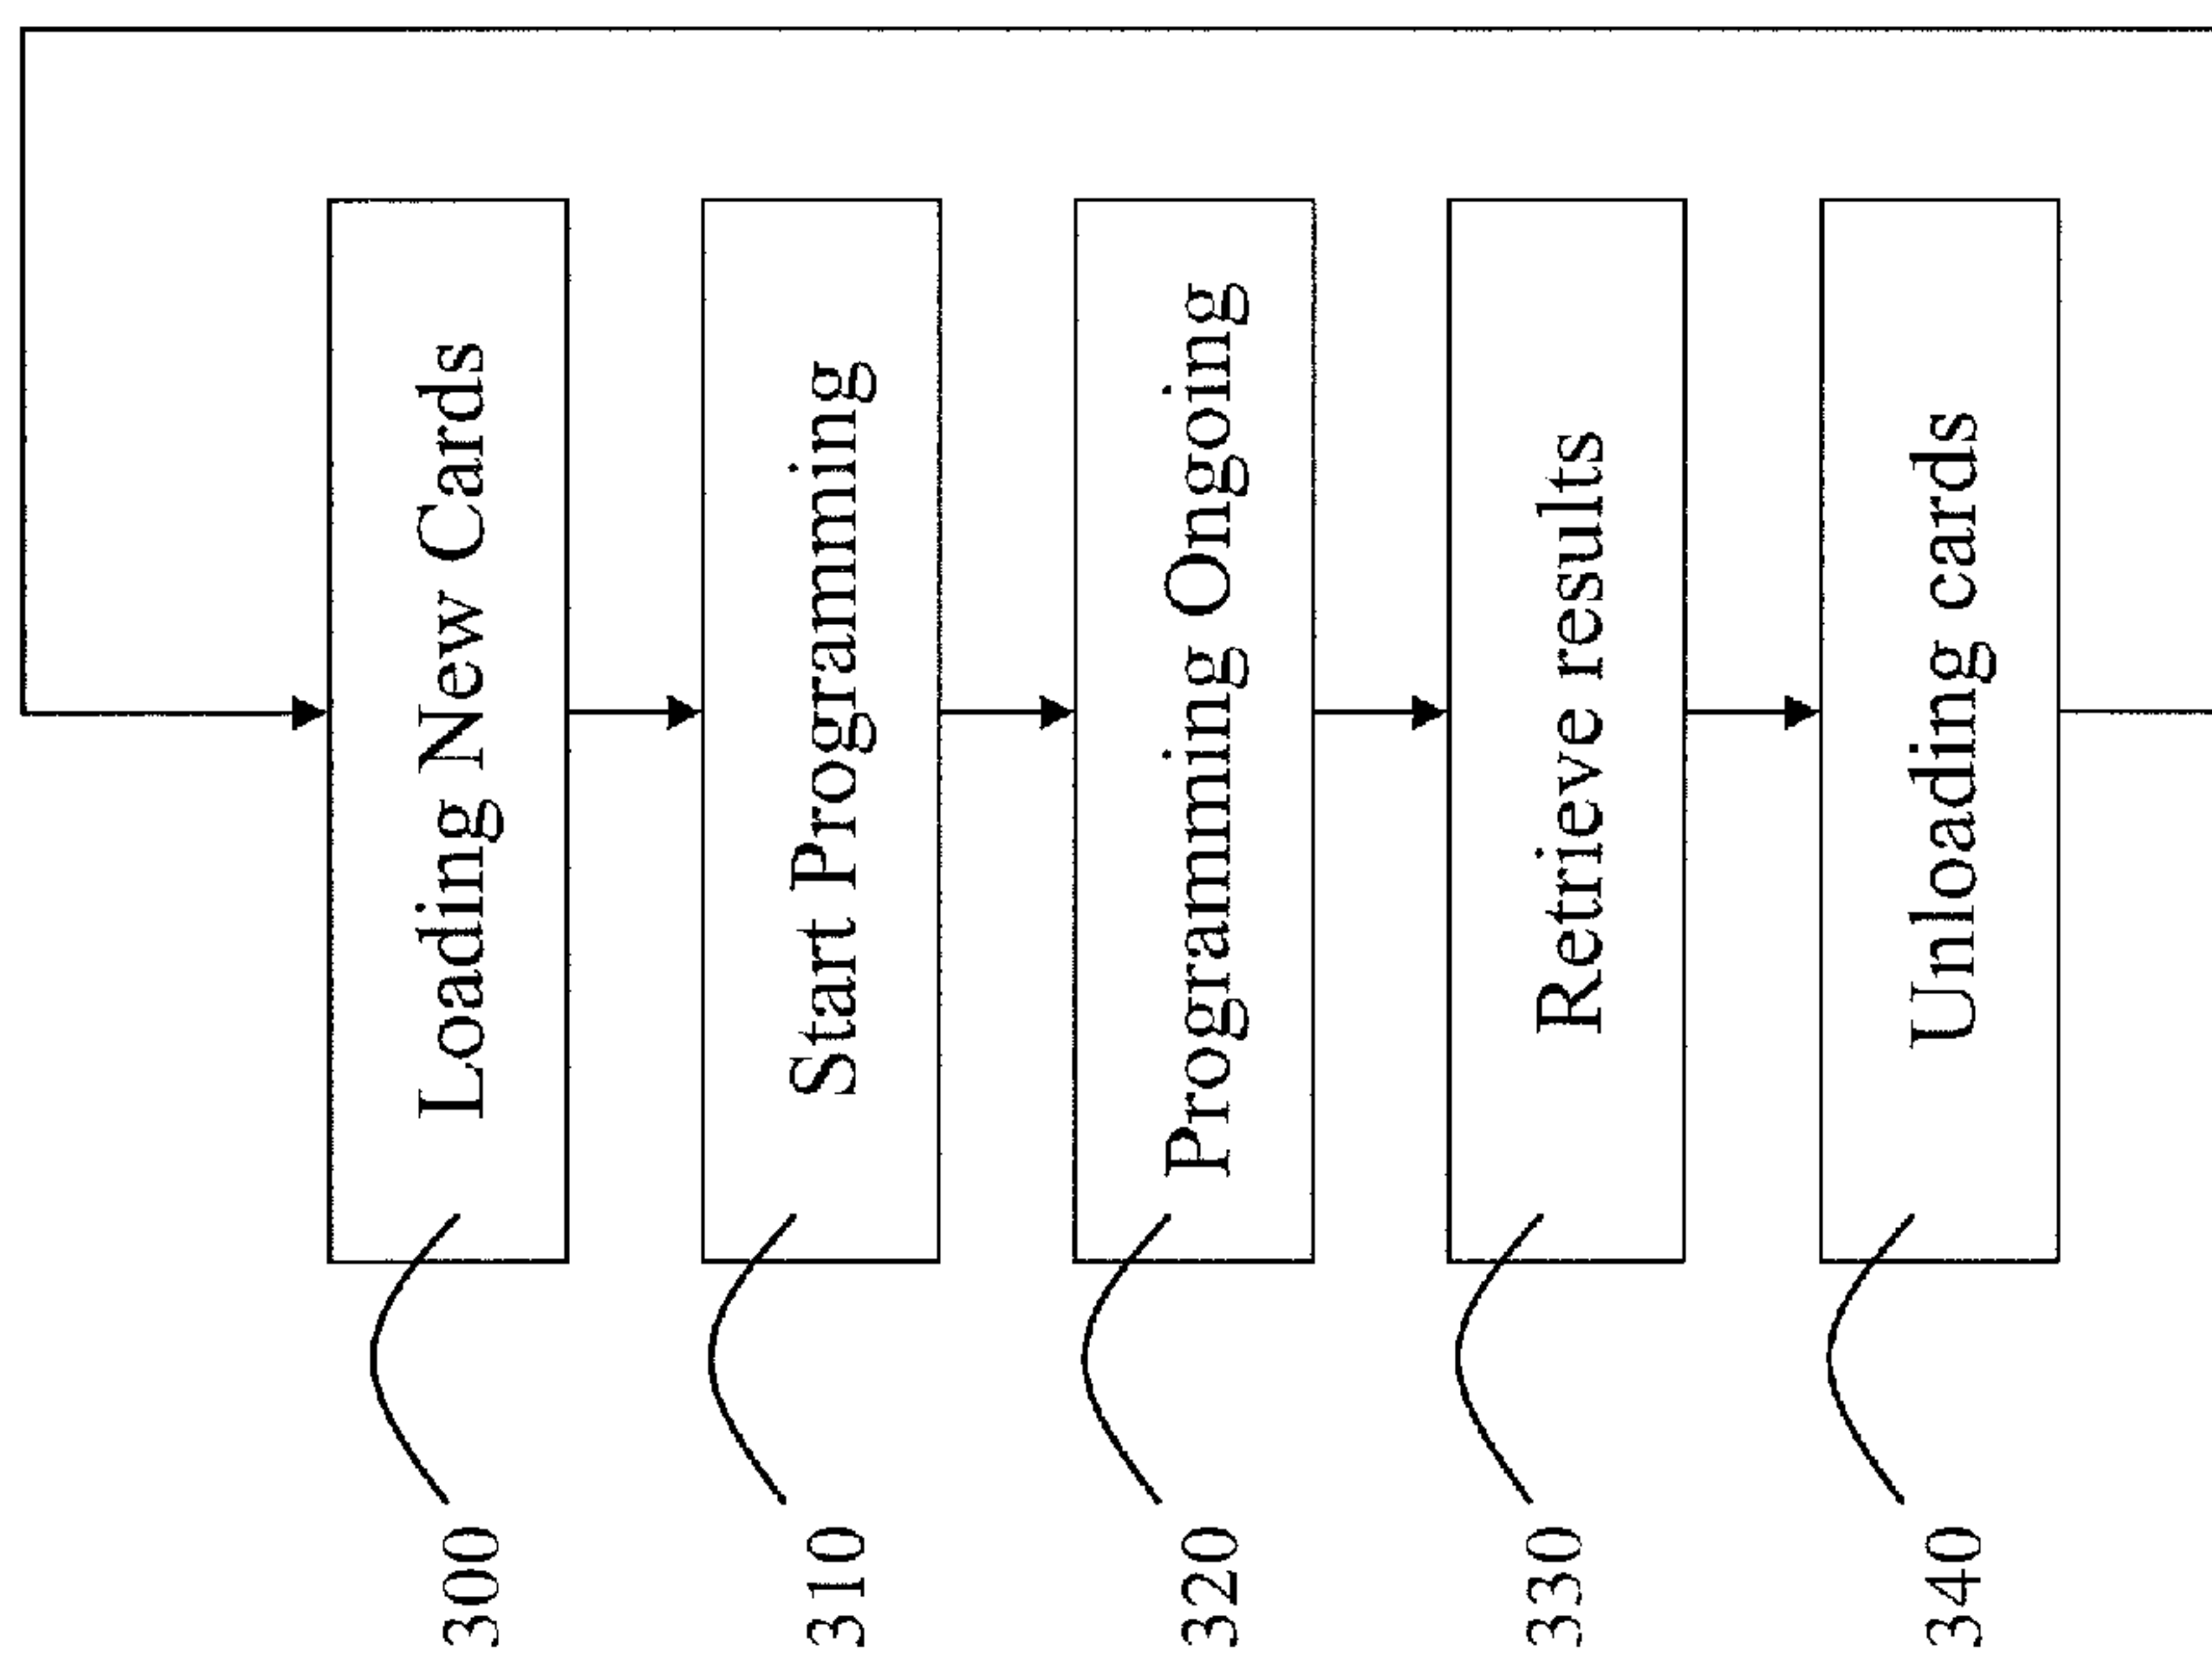 300 Loading New Cards
310 Start Programming
320 Programming Ongoing
330 Retrieve results
340 Unloading cards